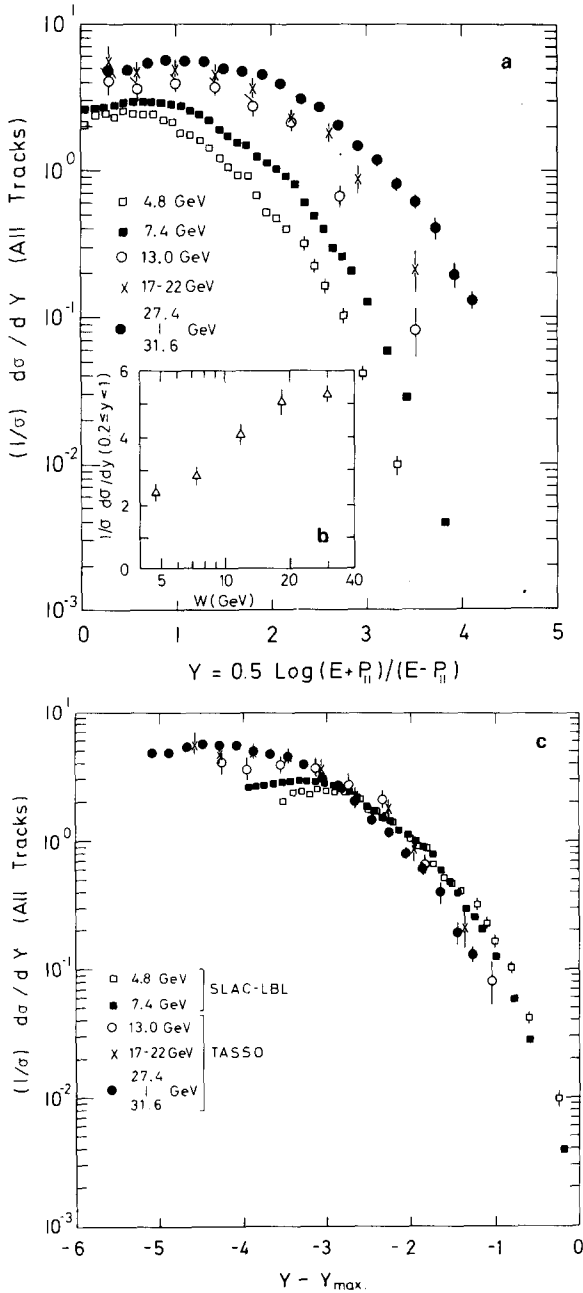 a
10^1
10^0
10^-1
10^-2
10^-3
(1/σ) dσ/dY (All Tracks)
□ 4.8 GeV
■ 7.4 GeV
○ 13.0 GeV
× 17-22 GeV
● 27.4 | 31.6 GeV
1/σ dσ/dy (0.2≤y<1)
6
4
2
0
b
5 10 20 40
W (GeV)
0 1 2 3 4 5
Y = 0.5 Log (E+P||)/(E-P||)
c
10^1
10^0
10^-1
10^-2
10^-3
(1/σ) dσ/dY (All Tracks)
□ 4.8 GeV
■ 7.4 GeV
SLAC-LBL
○ 13.0 GeV
× 17-22 GeV
● 27.4 | 31.6 GeV
TASSO
-6 -5 -4 -3 -2 -1 0
Y - Ymax.